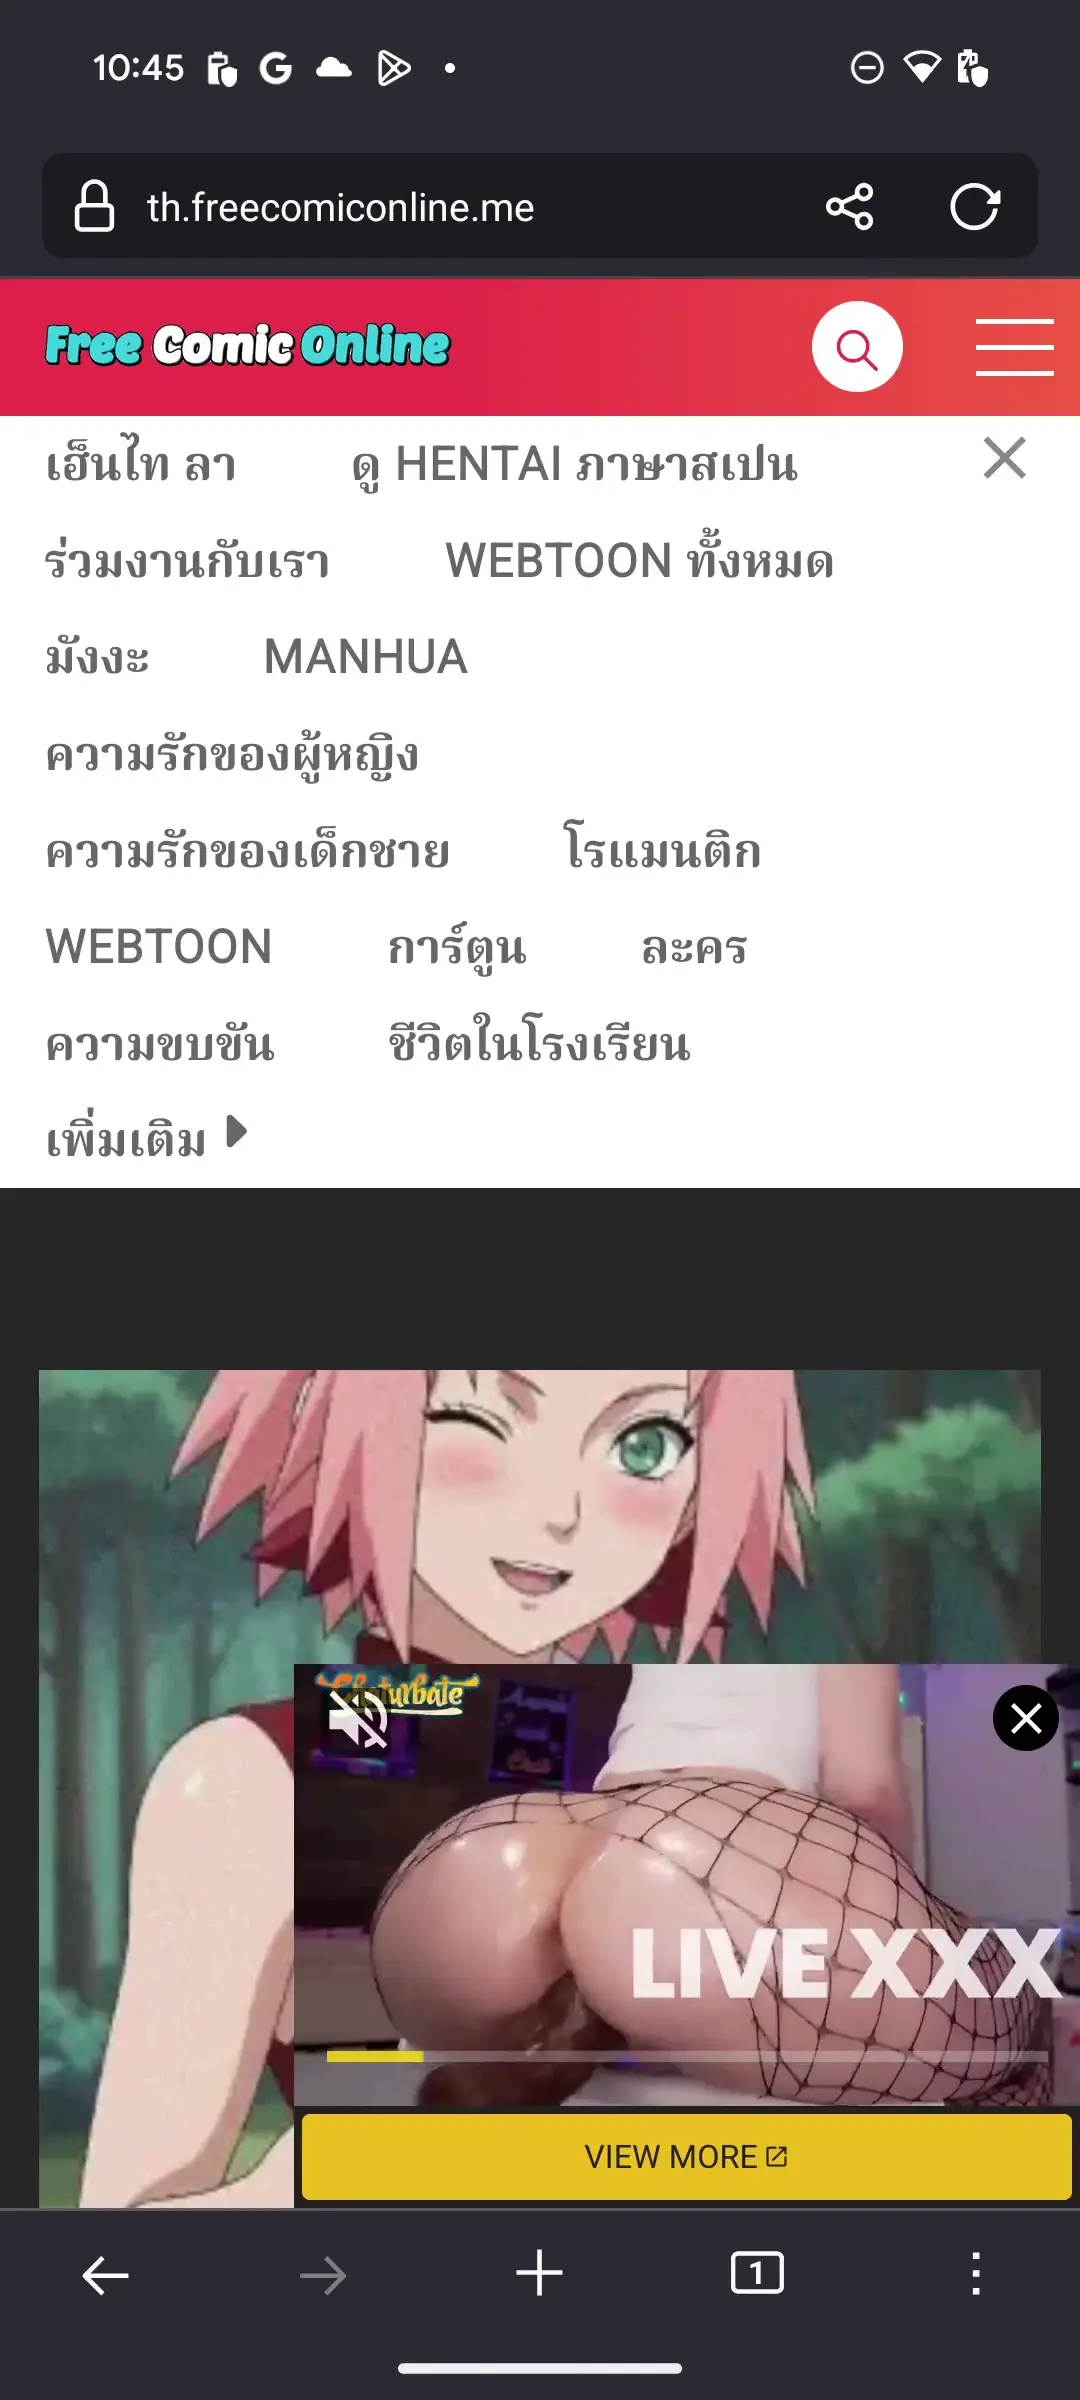 10:45
th.freecomiconline.me
Free Comic Online
เฮ็นไท ลา ดู HENTAI ภาษาสเปน
ร่วมงานกับเรา WEBTOON ทั้งหมด
มังงะ MANHUA
ความรักของผู้หญิง
ความรักของเด็กชาย โรแมนติก
WEBTOON การ์ตูน ละคร
ความขบขัน ชีวิตในโรงเรียน
เพิ่มเติม
Chaturbate
LIVE XXX
VIEW MORE
1